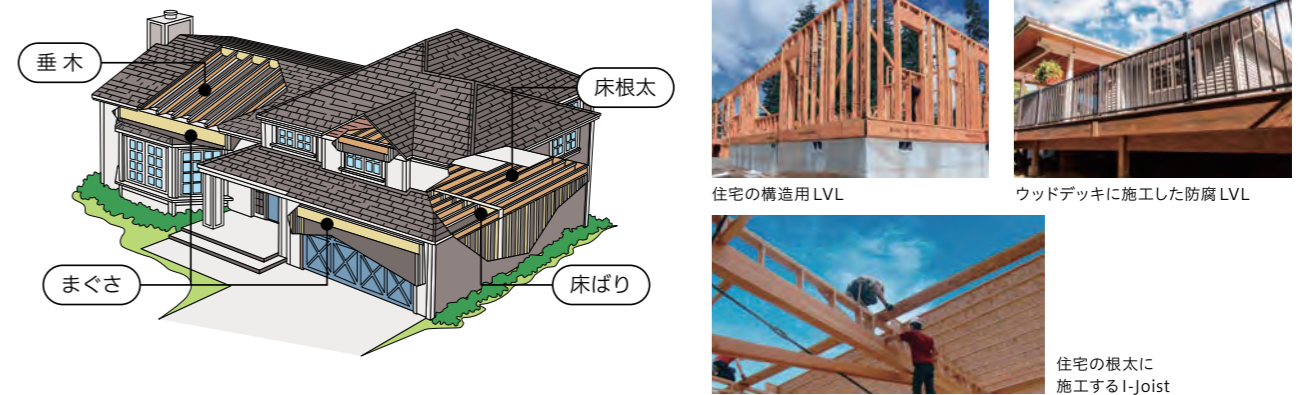 垂木
床根太
まぐさ
床ばり
住宅の構造用LVL
ウッドデッキに施工した防腐LVL
住宅の根太に
施工するI-Joist